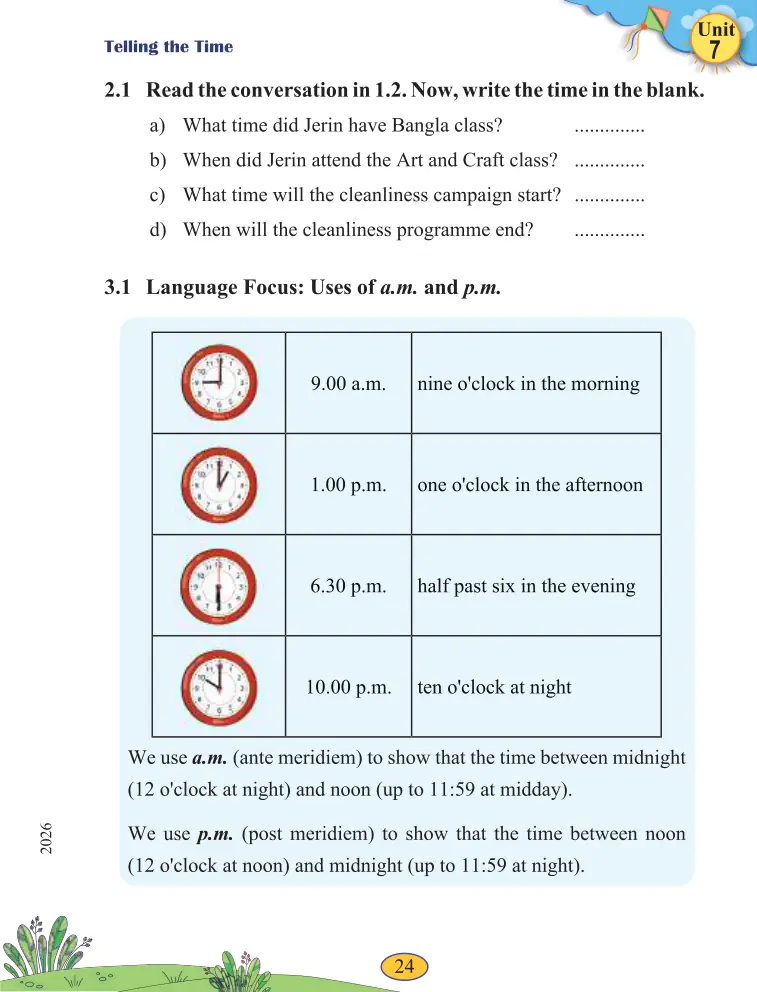 Unit
7
Telling the Time
2.1 Read the conversation in 1.2. Now, write the time in the blank.
a) What time did Jerin have Bangla class? ..............
b) When did Jerin attend the Art and Craft class? ..............
c) What time will the cleanliness campaign start? ..............
d) When will the cleanliness programme end? ..............
3.1 Language Focus: Uses of a.m. and p.m.
9.00 a.m. nine o'clock in the morning
1.00 p.m. one o'clock in the afternoon
6.30 p.m. half past six in the evening
10.00 p.m. ten o'clock at night
We use a.m. (ante meridiem) to show that the time between midnight
(12 o'clock at night) and noon (up to 11:59 at midday).
We use p.m. (post meridiem) to show that the time between noon
(12 o'clock at noon) and midnight (up to 11:59 at night).
2026
24